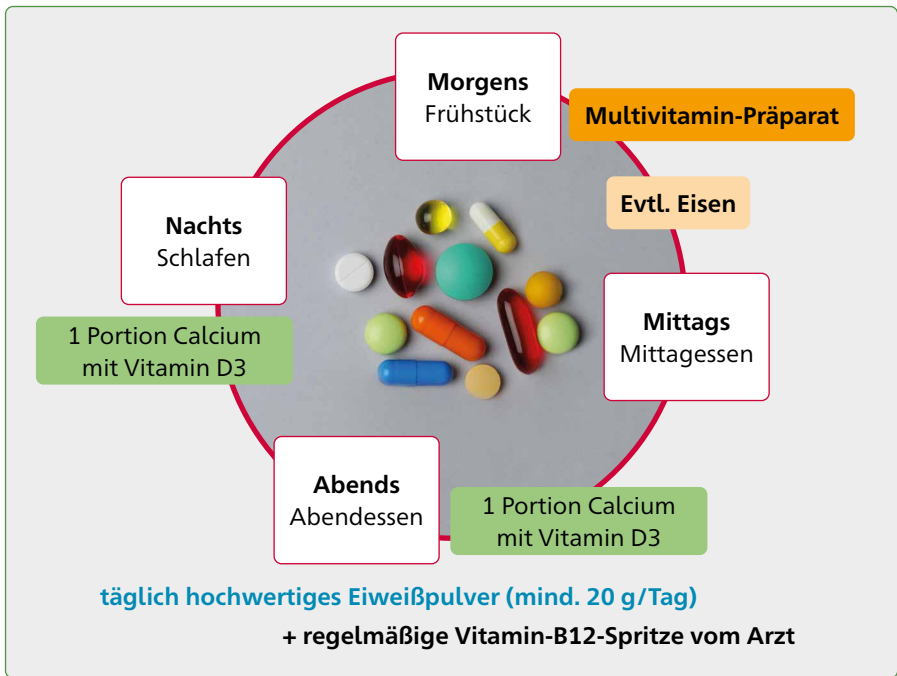 Morgens
Frühstück
Multivitamin-Präparat
Evtl. Eisen
Mittags
Mittagessen
1 Portion Calcium
mit Vitamin D3
Abends
Abendessen
1 Portion Calcium
mit Vitamin D3
Nachts
Schlafen
täglich hochwertiges Eiweißpulver (mind. 20 g/Tag)
+ regelmäßige Vitamin-B12-Spritze vom Arzt